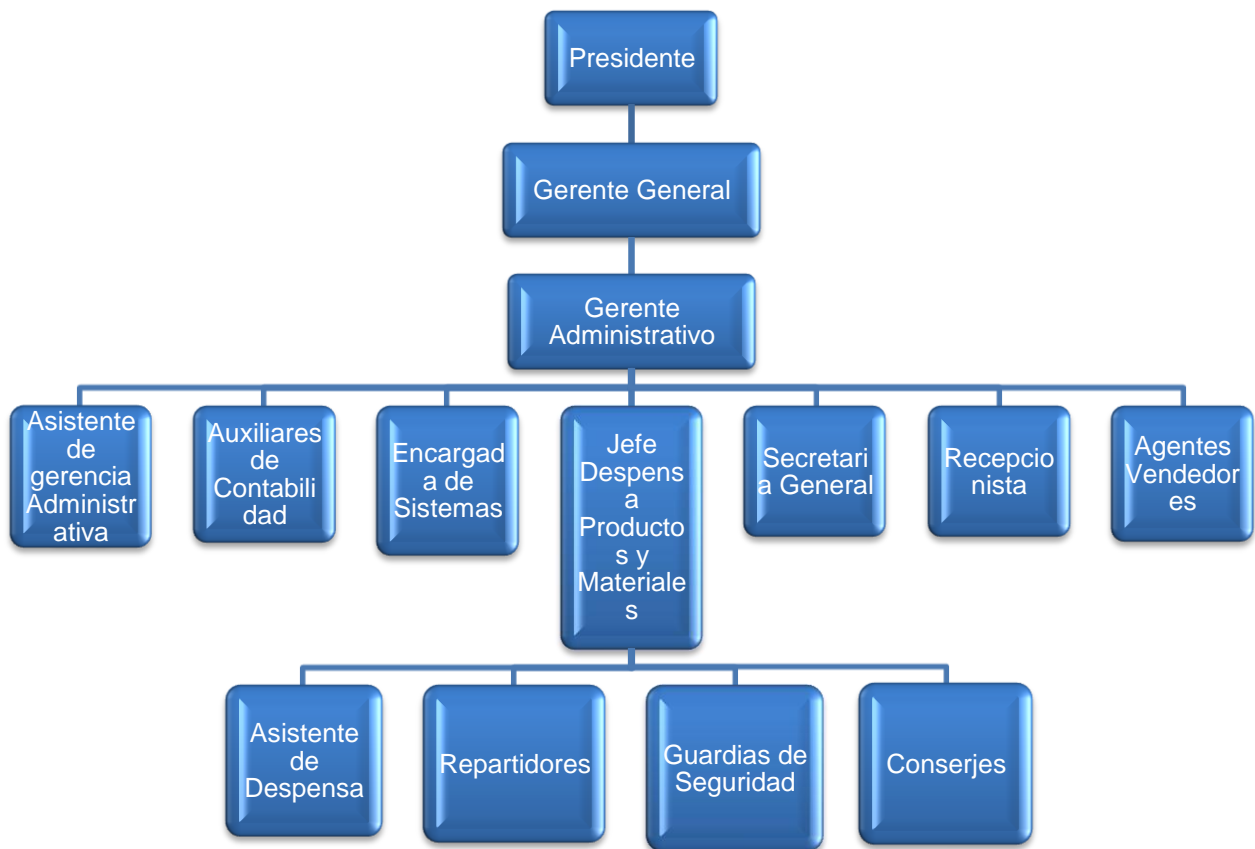 Presidente
Gerente General
Gerente
Administrativo
Asistente
de
gerencia
Administr
ativa
Auxiliares
de
Contabili
dad
Encargad
a de
Sistemas
Jefe
Despens
a
Producto
s y
Materiale
s
Secretari
a General
Recepcio
nista
Agentes
Vendedor
es
Asistente
de
Despensa
Repartidores
Guardias de
Seguridad
Conserjes